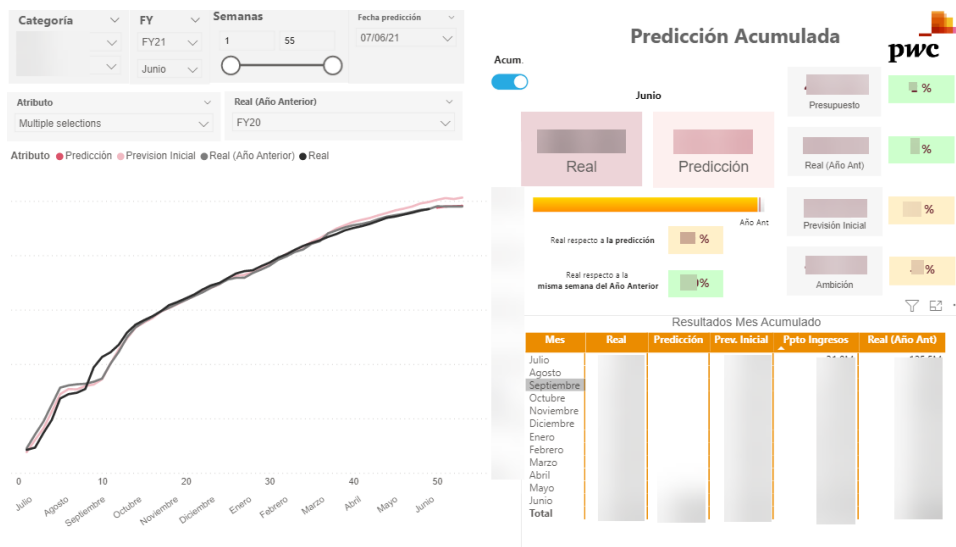 Categoría
FY
Semanas
Fecha predicción
FY21
1
55
07/06/21
Junio
Atributo
Real (Año Anterior)
Multiple selections
FY20
Predicción Acumulada
pwc
Acum.
Junio
Real
Predicción
Presupuesto
%
Real (Año Ant)
%
Previsión Inicial
%
Ambición
%
Año Ant
Real respecto a la predicción
%
Real respecto a la
misma semana del Año Anterior
%
Atributo Predicción Prevision Inicial Real (Año Anterior) Real
0 10 20 30 40 50
Julio Agosto Septiembre Octubre Noviembre Diciembre Enero Febrero Marzo Abril Mayo Junio
Resultados Mes Acumulado
Mes Real Predicción Prev. Inicial Ppto Ingresos Real (Año Ant)
Julio
Agosto
Septiembre
Octubre
Noviembre
Diciembre
Enero
Febrero
Marzo
Abril
Mayo
Junio
Total